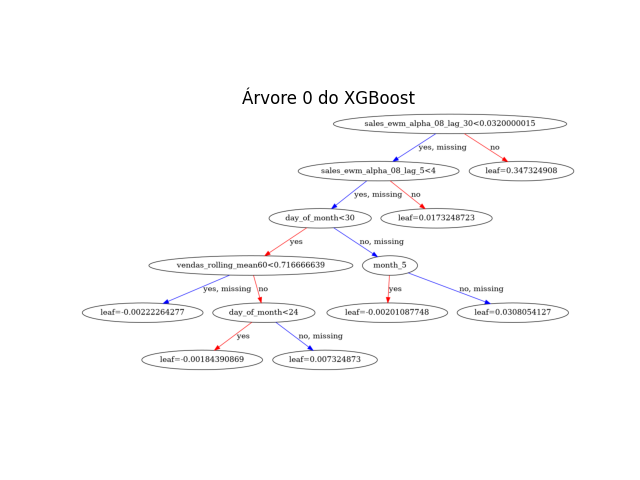 Árvore 0 do XGBoost
sales_ewm_alpha_08_lag_30<0.0320000015
yes, missing
no
sales_ewm_alpha_08_lag_5<4
leaf=0.347324908
yes, missing
no
day_of_month<30
leaf=0.0173248723
yes
no, missing
vendas_rolling_mean60<0.716666639
month_5
yes, missing
no
yes
no, missing
leaf=-0.00222264277
day_of_month<24
leaf=-0.00201087748
leaf=0.0308054127
yes
no, missing
leaf=-0.00184390869
leaf=0.007324873